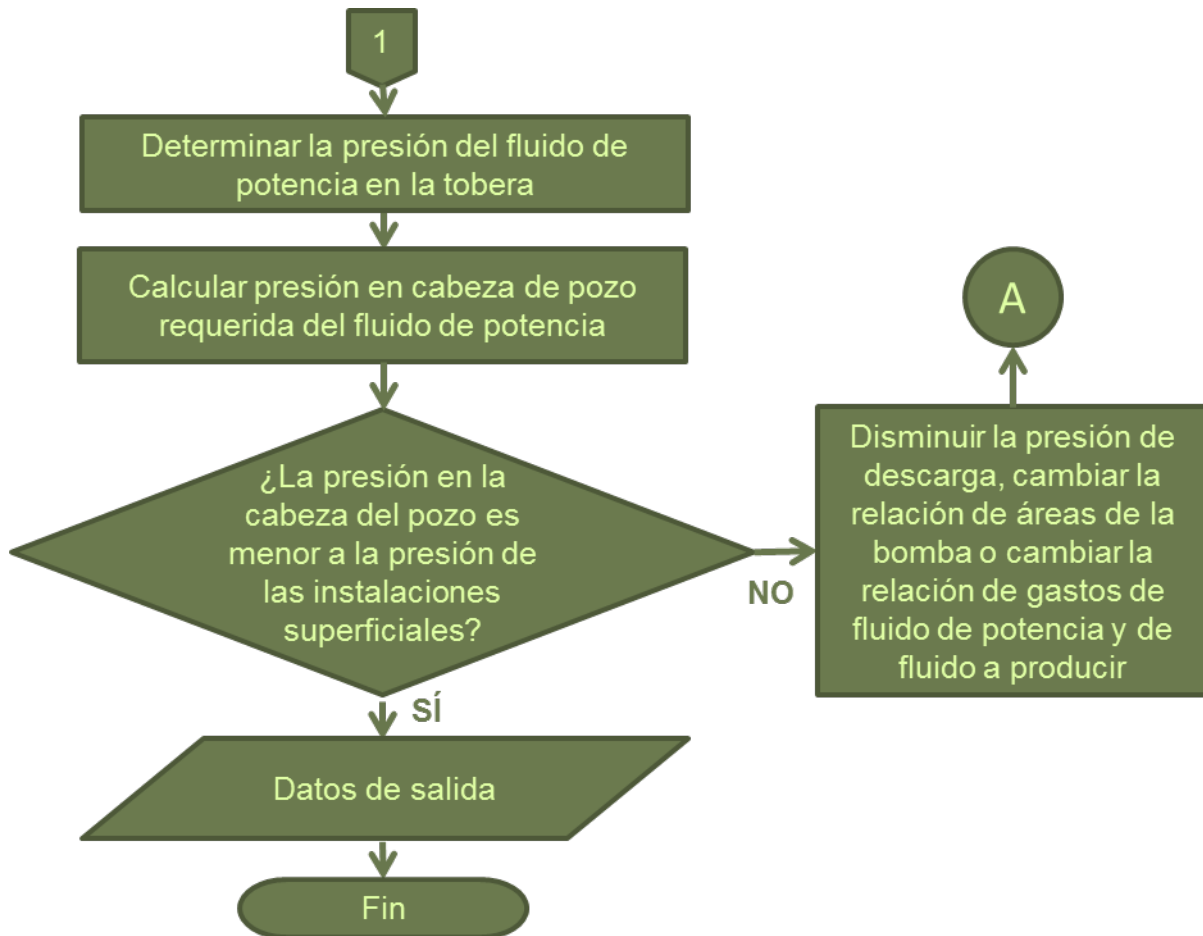 1
Determinar la presión del fluido de
potencia en la tobera
Calcular presión en cabeza de pozo
requerida del fluido de potencia
¿La presión en la
cabeza del pozo es
menor a la presión de
las instalaciones
superficiales?
NO
Disminuir la presión de
descarga, cambiar la
relación de áreas de la
bomba o cambiar la
relación de gastos de
fluido de potencia y de
fluido a producir
A
SÍ
Datos de salida
Fin